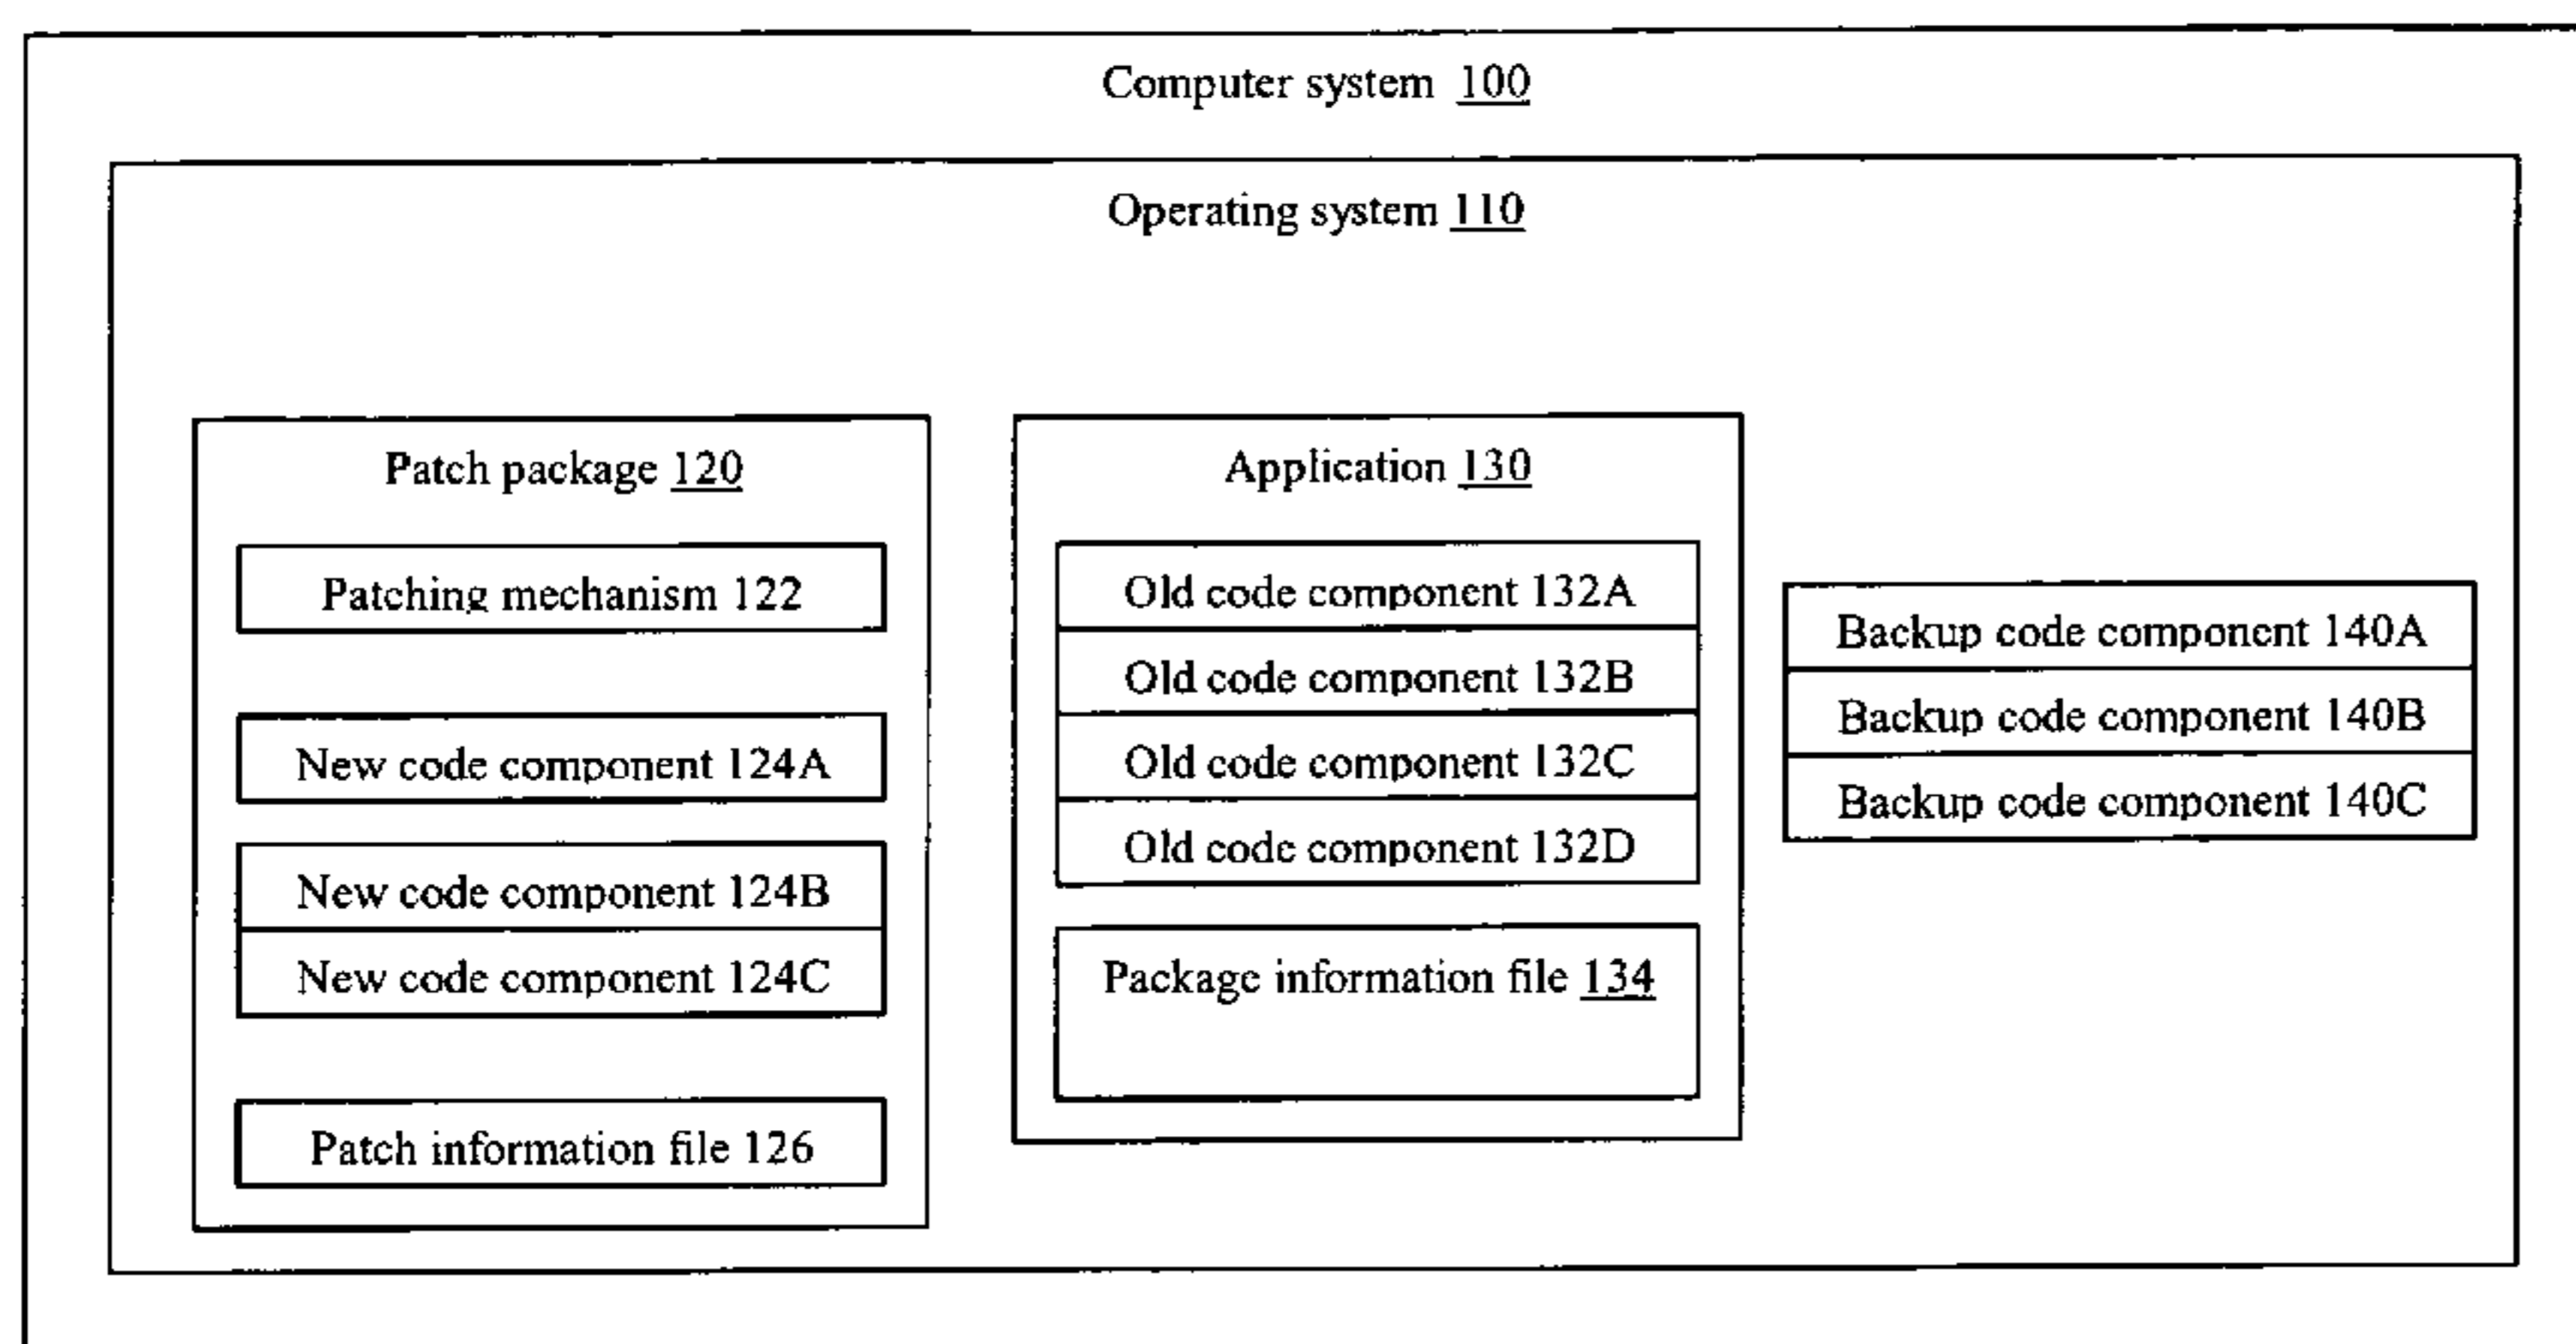 Computer system 100
Operating system 110
Patch package 120
Patching mechanism 122
New code component 124A
New code component 124B
New code component 124C
Patch information file 126
Application 130
Old code component 132A
Old code component 132B
Old code component 132C
Old code component 132D
Package information file 134
Backup code component 140A
Backup code component 140B
Backup code component 140C